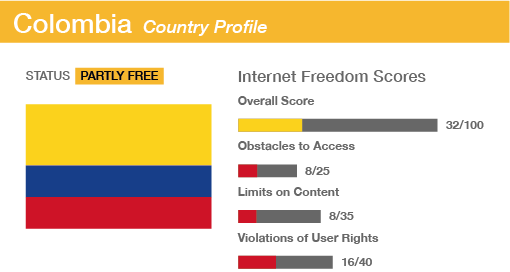 Colombia Country Profile
STATUS PARTLY FREE
Internet Freedom Scores
Overall Score
32/100
Obstacles to Access
8/25
Limits on Content
8/35
Violations of User Rights
16/40